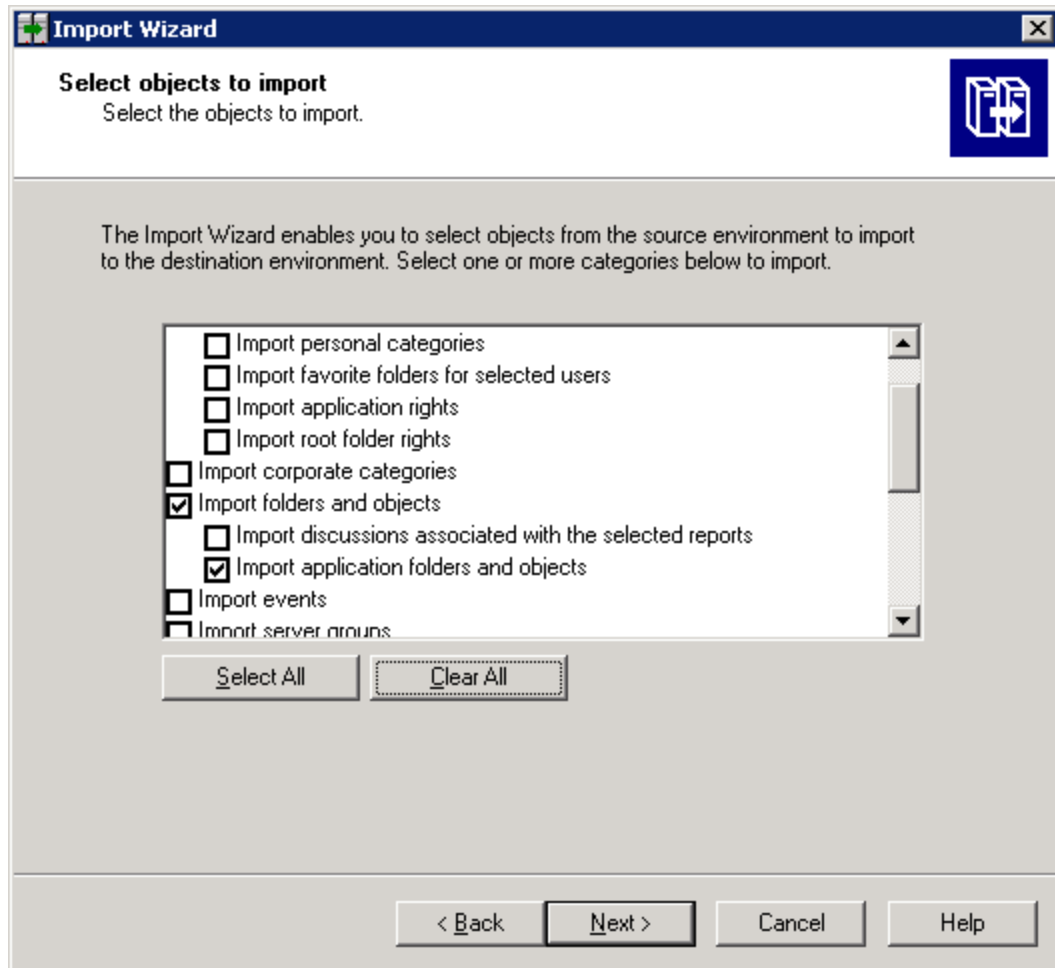 Import Wizard
Select objects to import
Select the objects to import.
The Import Wizard enables you to select objects from the source environment to import
to the destination environment. Select one or more categories below to import.
Import personal categories
Import favorite folders for selected users
Import application rights
Import root folder rights
Import corporate categories
Import folders and objects
Import discussions associated with the selected reports
Import application folders and objects
Import events
Import server groups
Select All
Clear All
< Back
Next >
Cancel
Help